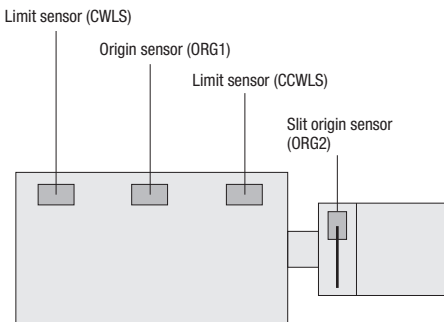 Limit sensor (CWLS)
Origin sensor (ORG1)
Limit sensor (CCWLS)
Slit origin sensor
(ORG2)